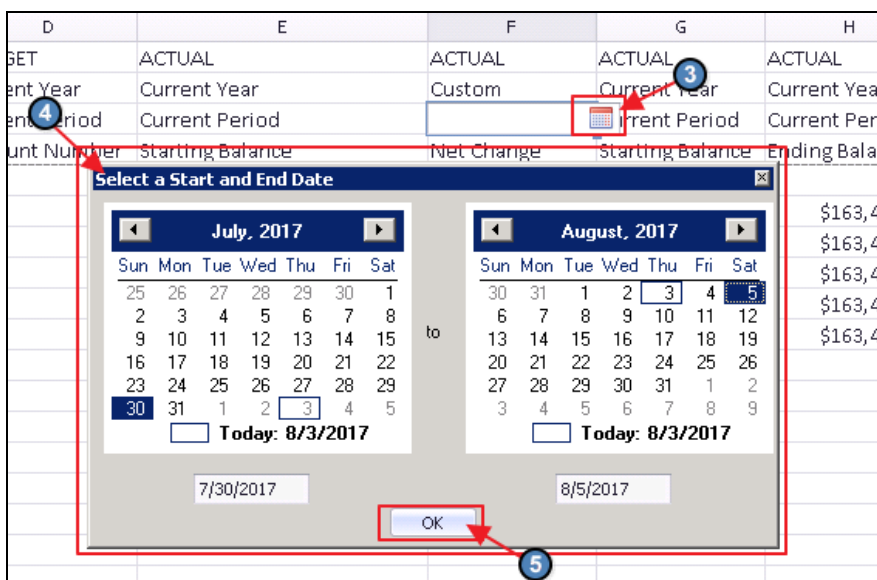 D E F G H
GET ACTUAL ACTUAL ACTUAL ACTUAL
ent Year Current Year Custom Current Year Current Yea
ent Period Current Period rrent Period Current Per
unt Number Starting Balance Net Change Starting Balance Ending Bala
3
4
Select a Start and End Date
July, 2017
Sun Mon Tue Wed Thu Fri Sat
25 26 27 28 29 30 1
2 3 4 5 6 7 8
9 10 11 12 13 14 15
16 17 18 19 20 21 22
23 24 25 26 27 28 29
30 31 1 2 3 4 5
Today: 8/3/2017
7/30/2017
to
August, 2017
Sun Mon Tue Wed Thu Fri Sat
30 31 1 2 3 4 5
6 7 8 9 10 11 12
13 14 15 16 17 18 19
20 21 22 23 24 25 26
27 28 29 30 31 1 2
3 4 5 6 7 8 9
Today: 8/3/2017
8/5/2017
OK
5
$163,4
$163,4
$163,4
$163,4
$163,4